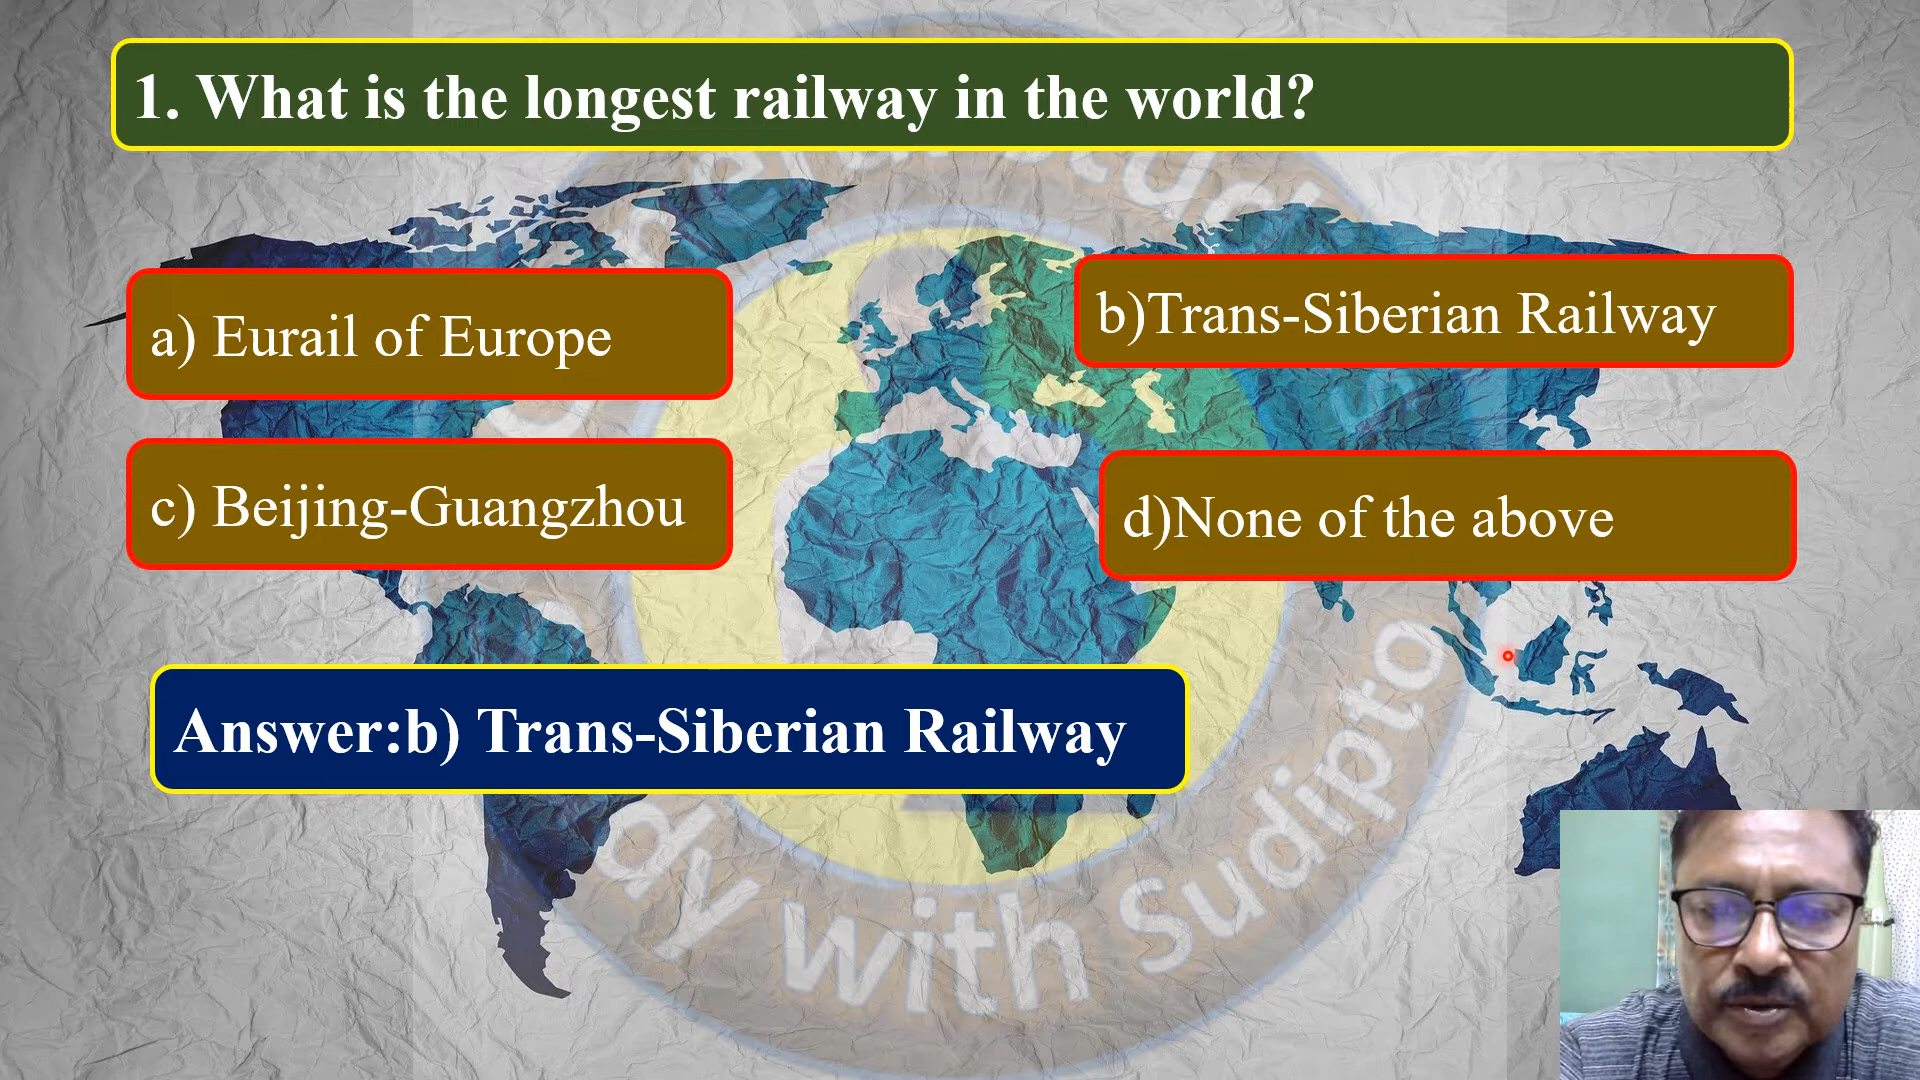 1. What is the longest railway in the world?
a) Eurail of Europe
b)Trans-Siberian Railway
c) Beijing-Guangzhou
d)None of the above
Answer:b) Trans-Siberian Railway
dy with Sudipto